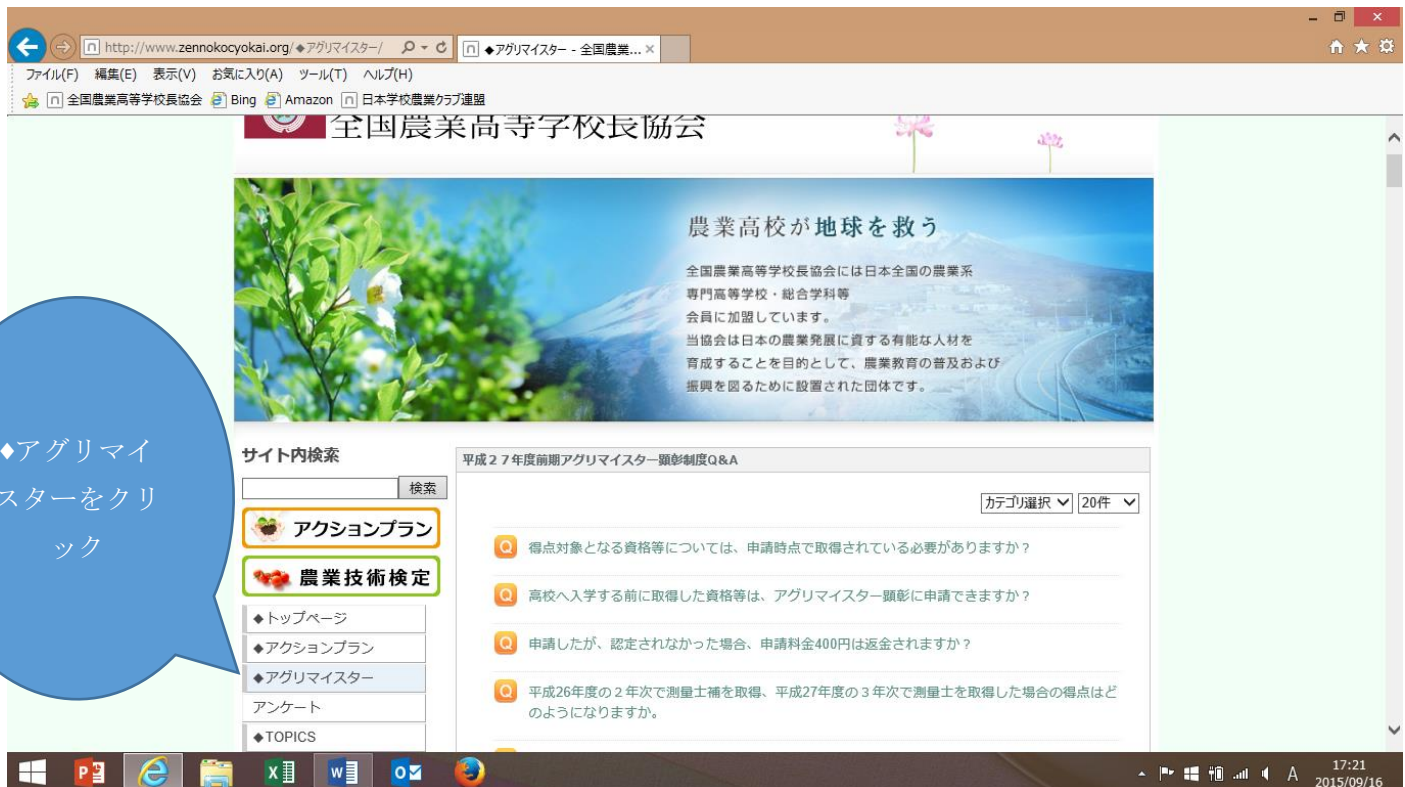 http://www.zennokocyokai.org/◆アグリマイスター/
◆アグリマイスター - 全国農業... ×
ファイル(F) 編集(E) 表示(V) お気に入り(A) ツール(T) ヘルプ(H)
全国農業高等学校長協会 Bing Amazon 日本学校農業クラブ連盟
全国農業高等学校長協会
農業高校が地球を救う
全国農業高等学校長協会には日本全国の農業系
専門高等学校・総合学科等
会員に加盟しています。
当協会は日本の農業発展に資する有能な人材を
育成することを目的として、農業教育の普及および
振興を図るために設置された団体です。
◆アグリマイ
スターをクリ
ック
サイト内検索
検索
アクションプラン
農業技術検定
◆トップページ
◆アクションプラン
◆アグリマイスター
アンケート
◆TOPICS
平成27年度前期アグリマイスター顕彰制度Q&A
カテゴリ選択 20件
Q 得点対象となる資格等については、申請時点で取得されている必要がありますか？
Q 高校へ入学する前に取得した資格等は、アグリマイスター顕彰に申請できますか？
Q 申請したが、認定されなかった場合、申請料金400円は返金されますか？
Q 平成26年度の２年次で測量士補を取得、平成27年度の３年次で測量士を取得した場合の得点はど
のようになりますか。
A
17:21
2015/09/16